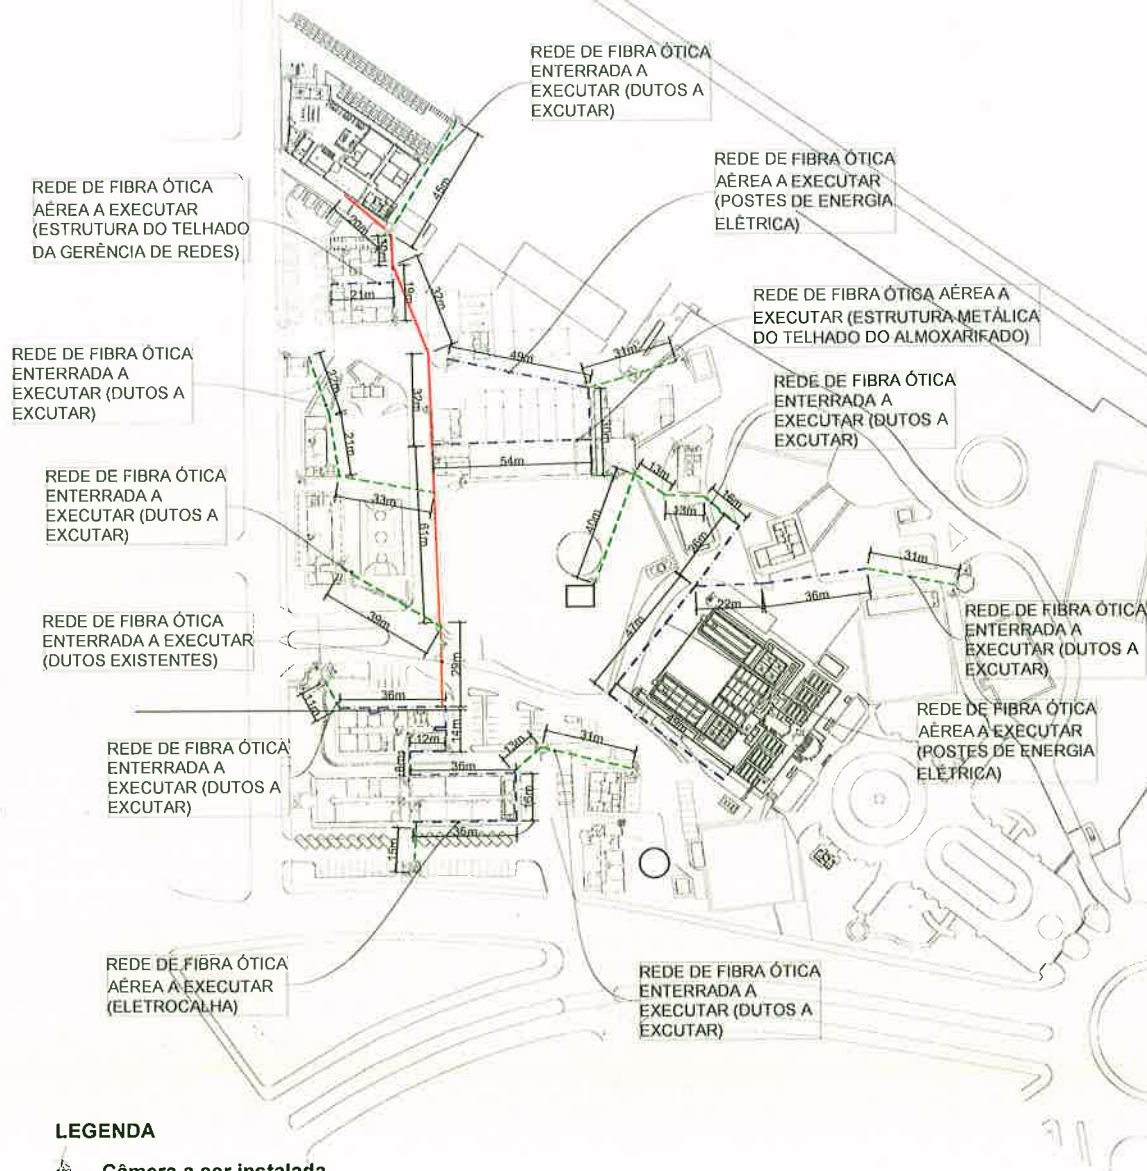 REDE DE FIBRA ÓTICA
ENTERRADA A
EXECUTAR (DUTOS A
EXCUTAR)
REDE DE FIBRA ÓTICA
AÉREA A EXECUTAR
(POSTES DE ENERGIA
ELÉTRICA)
REDE DE FIBRA ÓTICA
AÉREA A EXECUTAR
(ESTRUTURA DO TELHADO
DA GERÊNCIA DE REDES)
REDE DE FIBRA ÓTICA AÉREA A
EXECUTAR (ESTRUTURA METÁLICA
DO TELHADO DO ALMOXARIFADO)
REDE DE FIBRA ÓTICA
ENTERRADA A
EXECUTAR (DUTOS A
EXCUTAR)
REDE DE FIBRA ÓTICA
ENTERRADA A
EXECUTAR (DUTOS A
EXCUTAR)
REDE DE FIBRA ÓTICA
ENTERRADA A
EXECUTAR (DUTOS A
EXCUTAR)
REDE DE FIBRA ÓTICA
ENTERRADA A EXECUTAR
(DUTOS EXISTENTES)
REDE DE FIBRA ÓTICA
ENTERRADA A
EXECUTAR (DUTOS A
EXCUTAR)
REDE DE FIBRA ÓTICA
AÉREA A EXECUTAR
(POSTES DE ENERGIA
ELÉTRICA)
REDE DE FIBRA ÓTICA
ENTERRADA A
EXECUTAR (DUTOS A
EXCUTAR)
REDE DE FIBRA ÓTICA
AÉREA A EXECUTAR
(ELETROCALHA)
REDE DE FIBRA ÓTICA
ENTERRADA A
EXECUTAR (DUTOS A
EXCUTAR)
45m
20m
21m
19m
32m
49m
31m
32m
30m
54m
21m
33m
61m
13m
13m
16m
40m
31m
22m
36m
47m
39m
29m
36m
11m
14m
12m
36m
13m
31m
16m
36m
15m
LEGENDA
Câmera a ser instalada